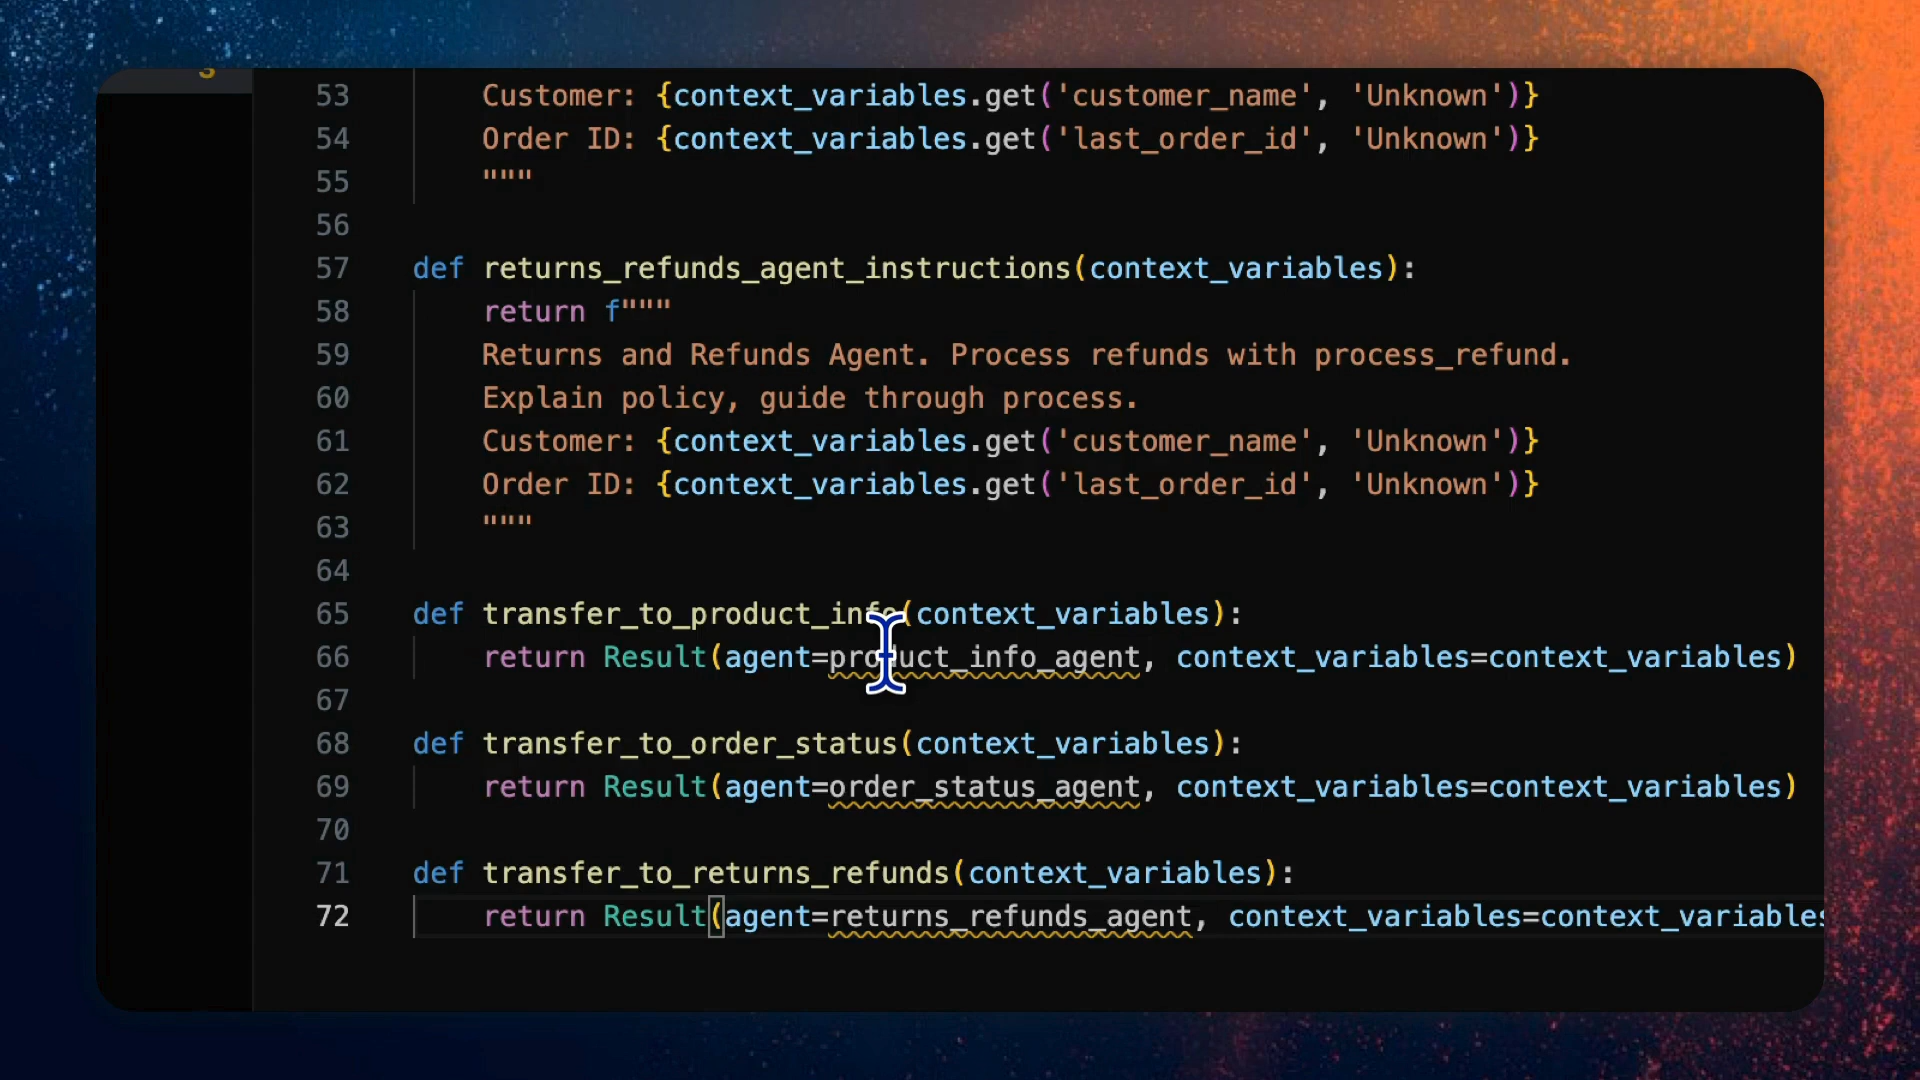 3
53 Customer: {context_variables.get('customer_name', 'Unknown')}
54 Order ID: {context_variables.get('last_order_id', 'Unknown')}
55 """
56
57 def returns_refunds_agent_instructions(context_variables):
58 return f"""
59 Returns and Refunds Agent. Process refunds with process_refund.
60 Explain policy, guide through process.
61 Customer: {context_variables.get('customer_name', 'Unknown')}
62 Order ID: {context_variables.get('last_order_id', 'Unknown')}
63 """
64
65 def transfer_to_product_info(context_variables):
66 return Result(agent=product_info_agent, context_variables=context_variables)
67
68 def transfer_to_order_status(context_variables):
69 return Result(agent=order_status_agent, context_variables=context_variables)
70
71 def transfer_to_returns_refunds(context_variables):
72 return Result(agent=returns_refunds_agent, context_variables=context_variables